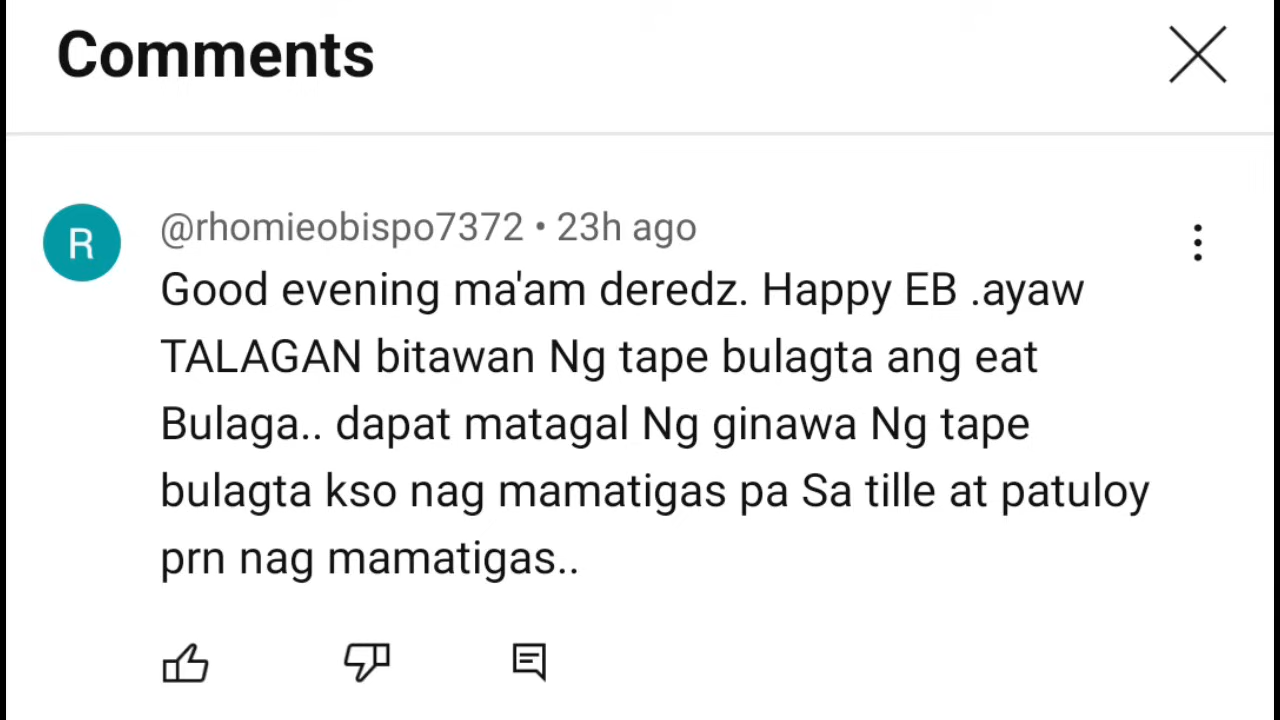 Comments
R
@rhomieobispo7372 • 23h ago
Good evening ma'am deredz. Happy EB .ayaw
TALAGAN bitawan Ng tape bulagta ang eat
Bulaga.. dapat matagal Ng ginawa Ng tape
bulagta kso nag mamatigas pa Sa tille at patuloy
prn nag mamatigas..